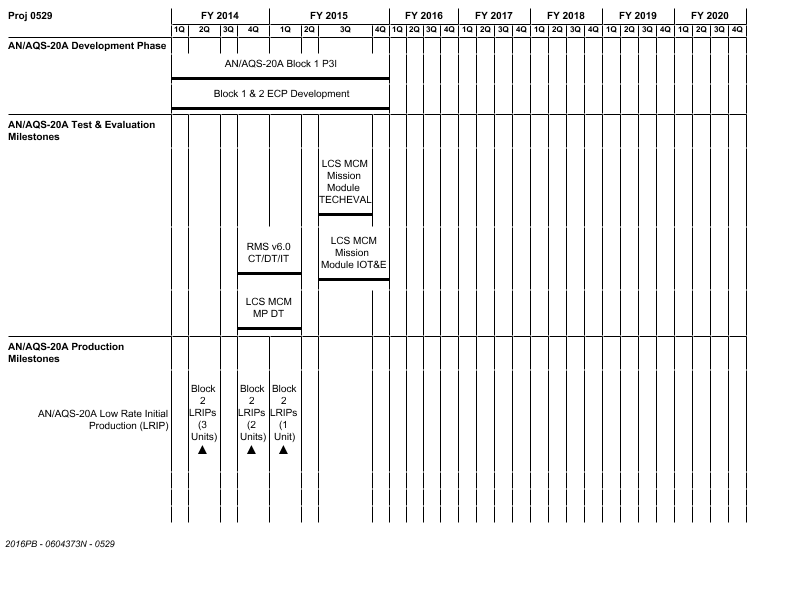 Proj 0529
FY 2014 FY 2015 FY 2016 FY 2017 FY 2018 FY 2019 FY 2020
1Q 2Q 3Q 4Q 1Q 2Q 3Q 4Q 1Q 2Q 3Q 4Q 1Q 2Q 3Q 4Q 1Q 2Q 3Q 4Q 1Q 2Q 3Q 4Q 1Q 2Q 3Q 4Q
AN/AQS-20A Development Phase
AN/AQS-20A Block 1 P3I
Block 1 & 2 ECP Development
AN/AQS-20A Test & Evaluation
Milestones
LCS MCM
Mission
Module
TECHEVAL
RMS v6.0
CT/DT/IT
LCS MCM
Mission
Module IOT&E
LCS MCM
MP DT
AN/AQS-20A Production
Milestones
AN/AQS-20A Low Rate Initial
Production (LRIP)
Block
2
LRIPs
(3
Units)
Block
2
LRIPs
(2
Units)
Block
2
LRIPs
(1
Unit)
2016PB - 0604373N - 0529